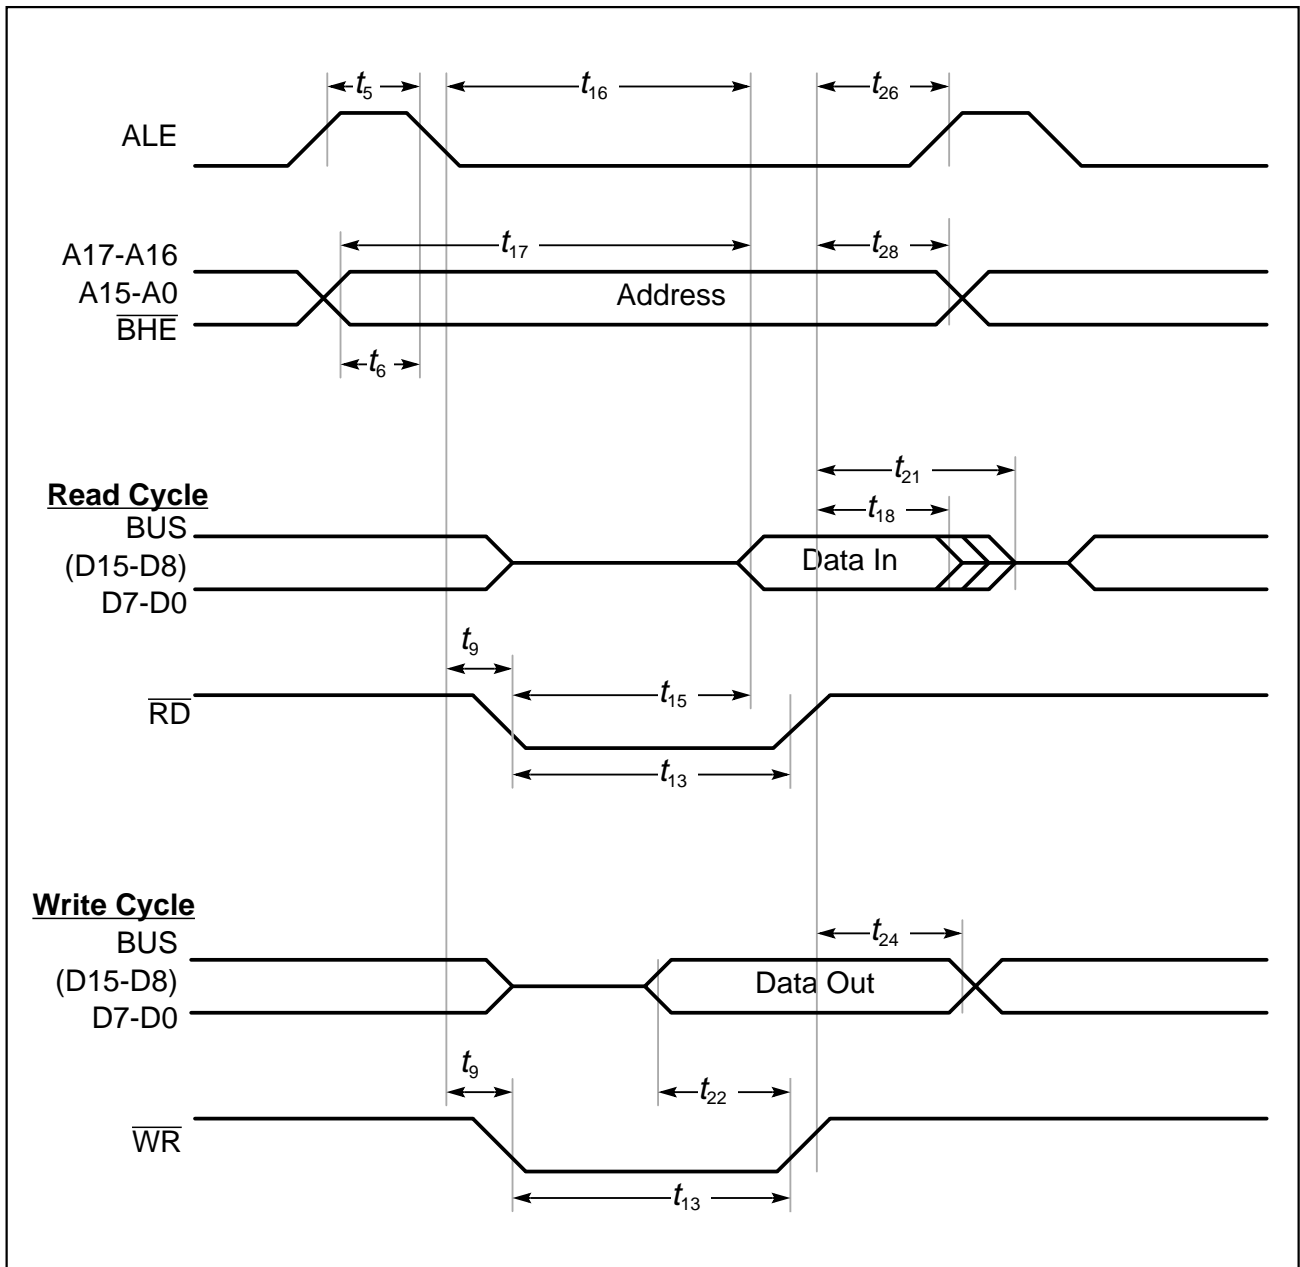 t5
t16
t26
ALE
t17
t28
A17-A16
A15-A0
BHE
Address
t6
t21
Read Cycle
t18
BUS
(D15-D8)
D7-D0
Data In
t9
t15
RD
t13
Write Cycle
t24
BUS
(D15-D8)
D7-D0
Data Out
t9
t22
WR
t13